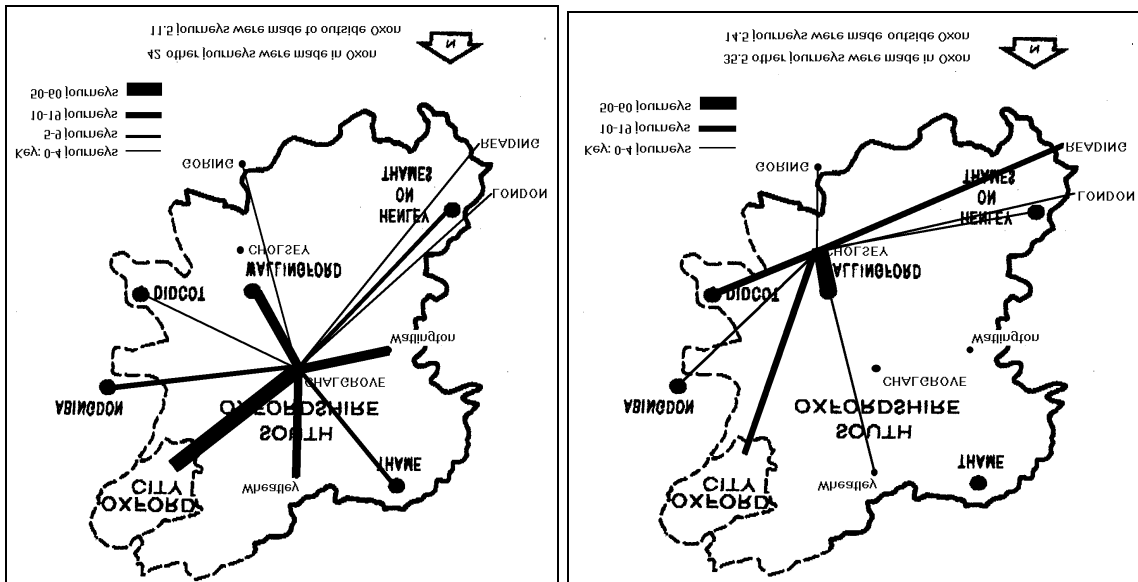 OXFORD
CITY
Wheatley
THAME
SOUTH
OXFORDSHIRE
ABINGDON
CHALGROVE
Watlington
DIDCOT
WALLINGFORD
CHOLSEY
HENLEY
ON
THAMES
LONDON
GORING
READING
Key: 0-4 journeys
5-9 journeys
10-19 journeys
50-60 journeys
42 other journeys were made in Oxon
11.5 journeys were made to outside Oxon
N
OXFORD
CITY
Wheatley
THAME
SOUTH
OXFORDSHIRE
ABINGDON
CHALGROVE
Watlington
DIDCOT
ALLINGFORD
CHOLSEY
HENLEY
ON
THAMES
LONDON
GORING
READING
Key: 0-4 journeys
10-19 journeys
50-60 journeys
35.5 other journeys were made in Oxon
14.5 journeys were made outside Oxon
N